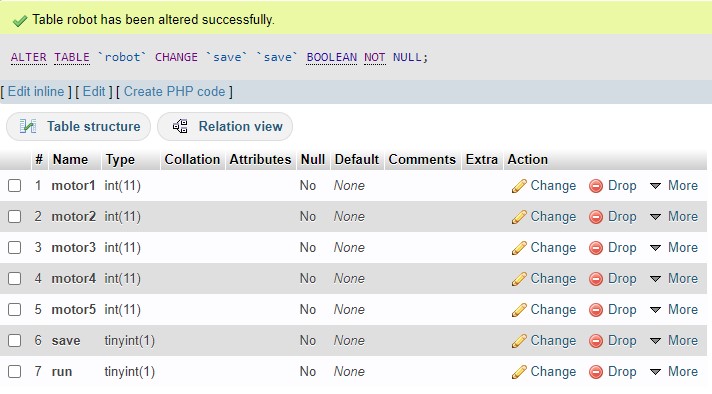 Table robot has been altered successfully.
ALTER TABLE `robot` CHANGE `save` `save` BOOLEAN NOT NULL;
[ Edit inline ] [ Edit ] [ Create PHP code ]
Table structure Relation view
# Name Type Collation Attributes Null Default Comments Extra Action
1 motor1 int(11) No None Change Drop More
2 motor2 int(11) No None Change Drop More
3 motor3 int(11) No None Change Drop More
4 motor4 int(11) No None Change Drop More
5 motor5 int(11) No None Change Drop More
6 save tinyint(1) No None Change Drop More
7 run tinyint(1) No None Change Drop More